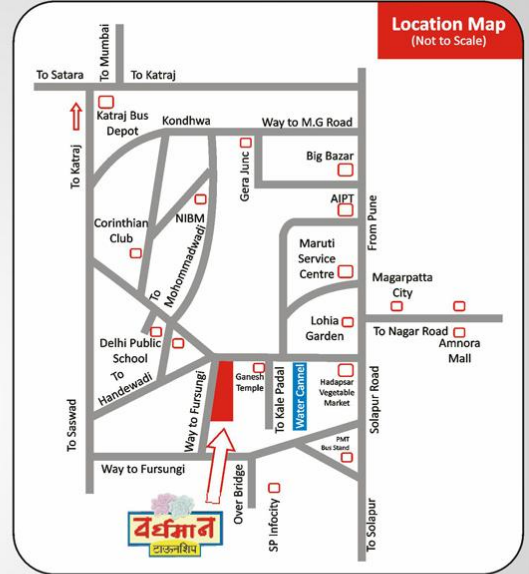 Location Map
(Not to Scale)
To Satara
To Mumbai
To Katraj
Katraj Bus
Depot
Kondhwa
Way to M.G Road
To Katraj
Gera Junc
Big Bazar
AIPT
NIBM
Corinthian
Club
To
Mohommadwadi
From Pune
Maruti
Service
Centre
Magarpatta
City
Lohia
Garden
To Nagar Road
Amnora
Mall
Delhi Public
School
To
Handewadi
Way to Fursungi
Ganesh
Temple
To Kale Padal
Water Cannel
Hadapsar
Vegetable
Market
Solapur Road
To Saswad
PMT
Bus Stand
Way to Fursungi
Over Bridge
SP Infocity
To Solapur
वर्धमान
टाऊनशिप